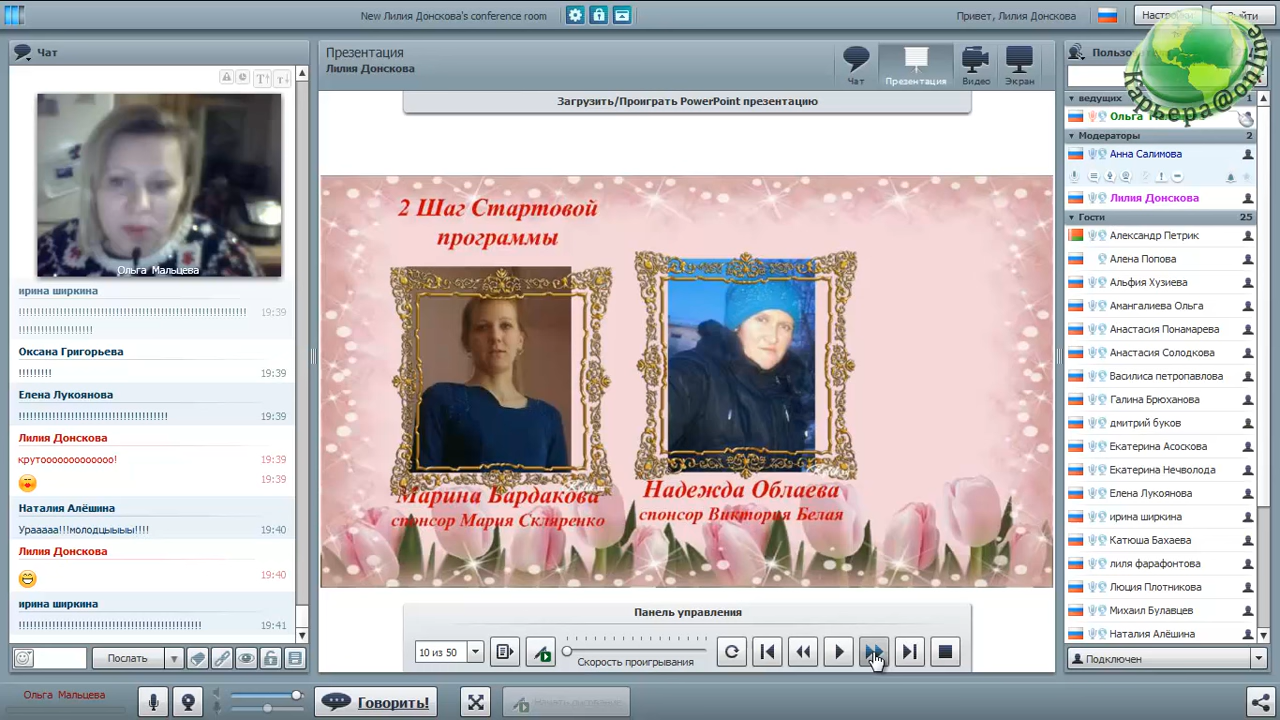 New Лилия Донскова's conference room
Привет, Лилия Донскова
Настройки
Выйти
Чат
Ольга Мальцева
ирина ширкина
!!!!!!!!!!!!!!!!!!!!!!!!!!!!!!!!!!!!!!!!!!!!!!!!!!!!!!!!
!!!!!!!!!!!!!!!!!!
19:39
Оксана Григорьева
!!!!!!!!!
19:39
Елена Лукоянова
!!!!!!!!!!!!!!!!!!!!!!!!!!!!!!!!!!!!!
19:39
Лилия Донскова
крутооооооооооооо!
19:39
19:39
Наталия Алёшина
Урааааа!!!молодцыыыы!!!!
19:40
Лилия Донскова
19:40
ирина ширкина
!!!!!!!!!!!!!!!!!!!!!!!!!!!!!!!!!!!!!!!!!!!!!
19:41
Послать
Презентация
Лилия Донскова
Чат
Презентация
Видео
Экран
Загрузить/Проиграть PowerPoint презентацию
2 Шаг Стартовой
программы
Марина Бардакова
спонсор Мария Скляренко
Надежда Облаева
спонсор Виктория Белая
Панель управления
10 из 50
Скорость проигрывания
карьера@online
ведущих 1
Ольга
Модераторы 2
Анна Салимова
Лилия Донскова
Гости 25
Александр Петрик
Алена Попова
Альфия Хузиева
Амангалиева Ольга
Анастасия Понамарева
Анастасия Солодкова
Василиса петропавлова
Галина Брюханова
дмитрий буков
Екатерина Асоскова
Екатерина Нечволода
Елена Лукоянова
ирина ширкина
Катюша Бахаева
лиля фарафонтова
Люция Плотникова
Михаил Булавцев
Наталия Алёшина
Подключен
Ольга Мальцева
Говорить!